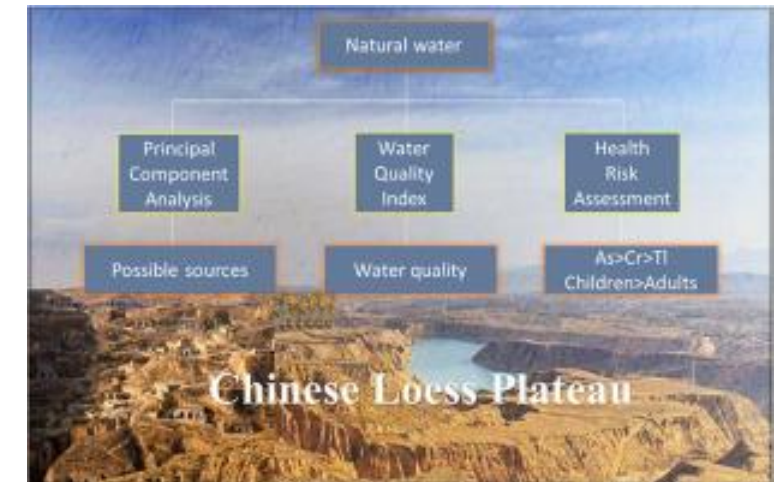 Natural water
Principal
Component
Analysis
Water
Quality
Index
Health
Risk
Assessment
Possible sources
Water quality
As>Cr>Tl
Children>Adults
Chinese Loess Plateau